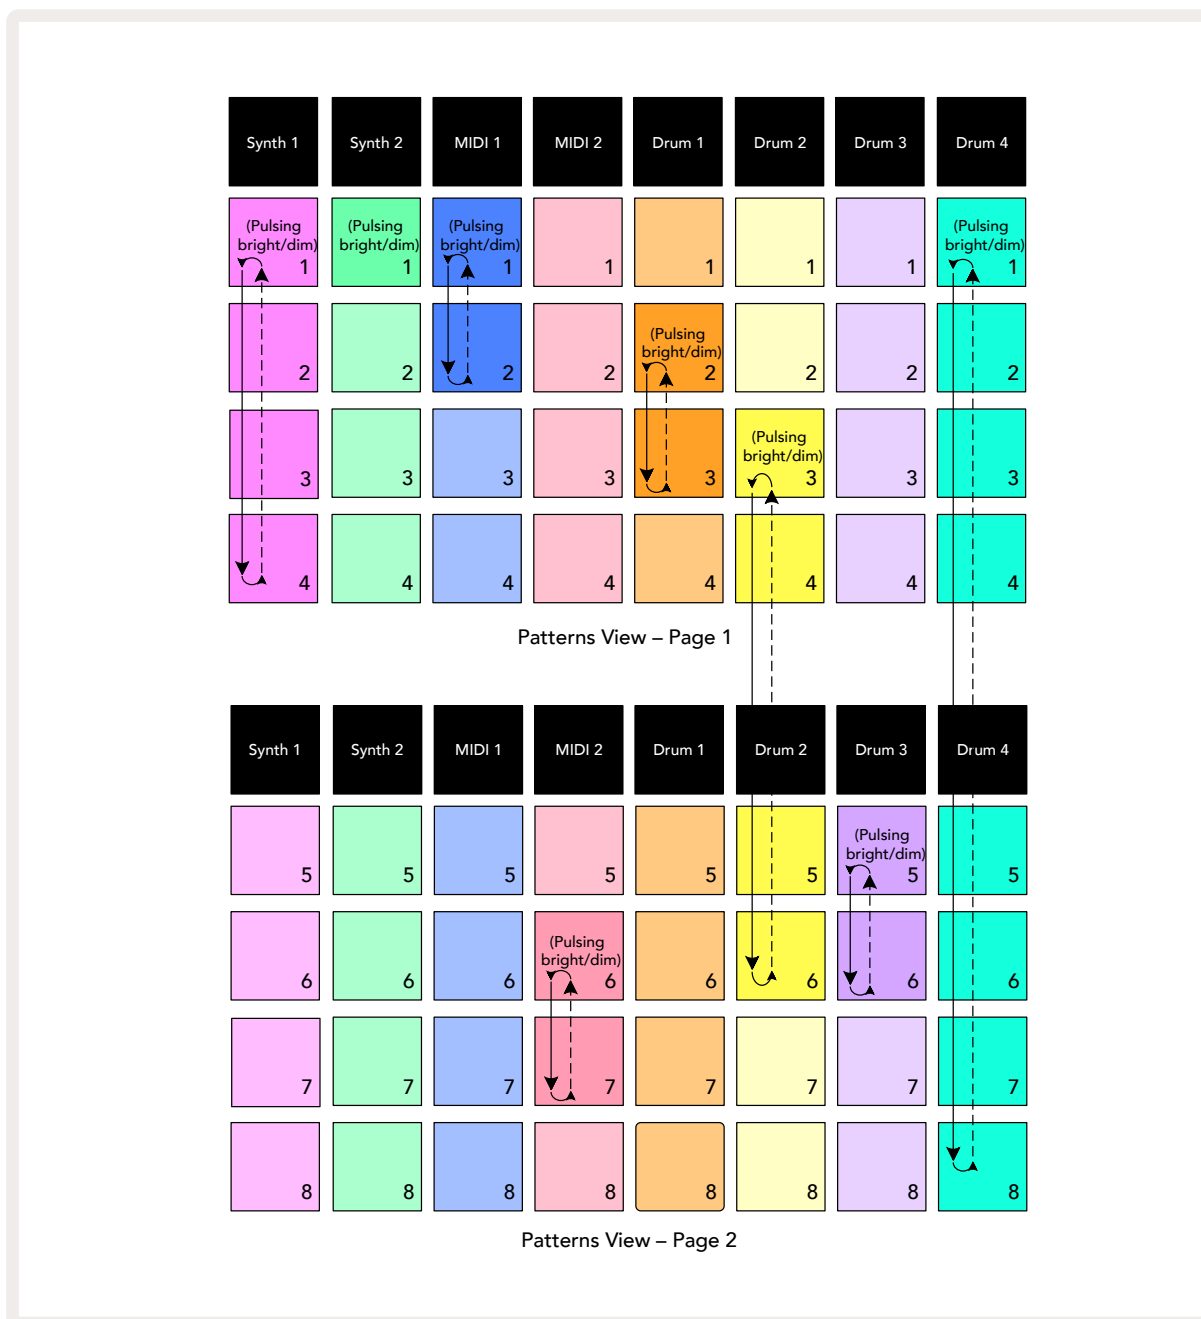 Synth 1 Synth 2 MIDI 1 MIDI 2 Drum 1 Drum 2 Drum 3 Drum 4
(Pulsing (Pulsing (Pulsing (Pulsing
bright/dim) bright/dim) bright/dim) bright/dim)
1 1 1 1 1 1 1 1
(Pulsing
bright/dim)
2 2 2 2 2 2 2 2
(Pulsing
bright/dim)
3 3 3 3 3 3 3 3
4 4 4 4 4 4 4 4
Patterns View – Page 1
Synth 1 Synth 2 MIDI 1 MIDI 2 Drum 1 Drum 2 Drum 3 Drum 4
(Pulsing
bright/dim)
5 5 5 5 5 5 5 5
(Pulsing
bright/dim)
6 6 6 6 6 6 6 6
7 7 7 7 7 7 7 7
8 8 8 8 8 8 8 8
Patterns View – Page 2